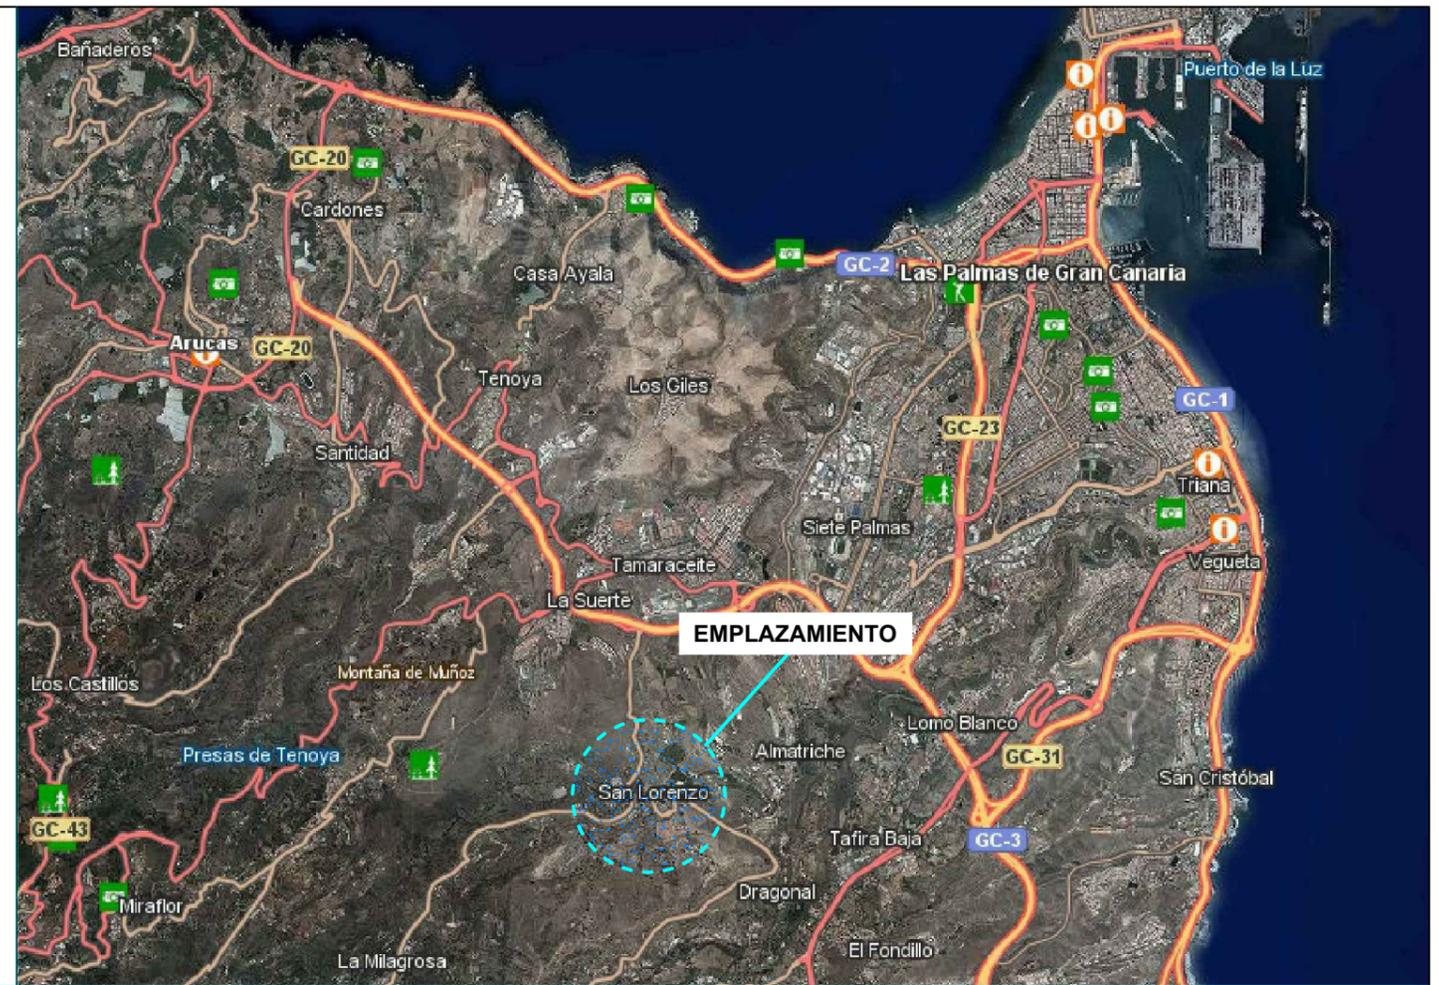 Bañaderos
Puerto de la Luz
GC-20
Cardones
Casa Ayala
GC-2
Las Palmas de Gran Canaria
Arucas
GC-20
Tenoya
Los Giles
GC-1
GC-23
Santidad
Triana
Siete Palmas
Tamaraceite
Vegueta
La Suerte
EMPLAZAMIENTO
Montaña de Muñoz
Los Castillos
Lomo Blanco
Presas de Tenoya
Almatriche
GC-31
San Cristóbal
San Lorenzo
GC-43
Tafira Baja
GC-3
Dragonal
Miraflor
El Fondillo
La Milagrosa